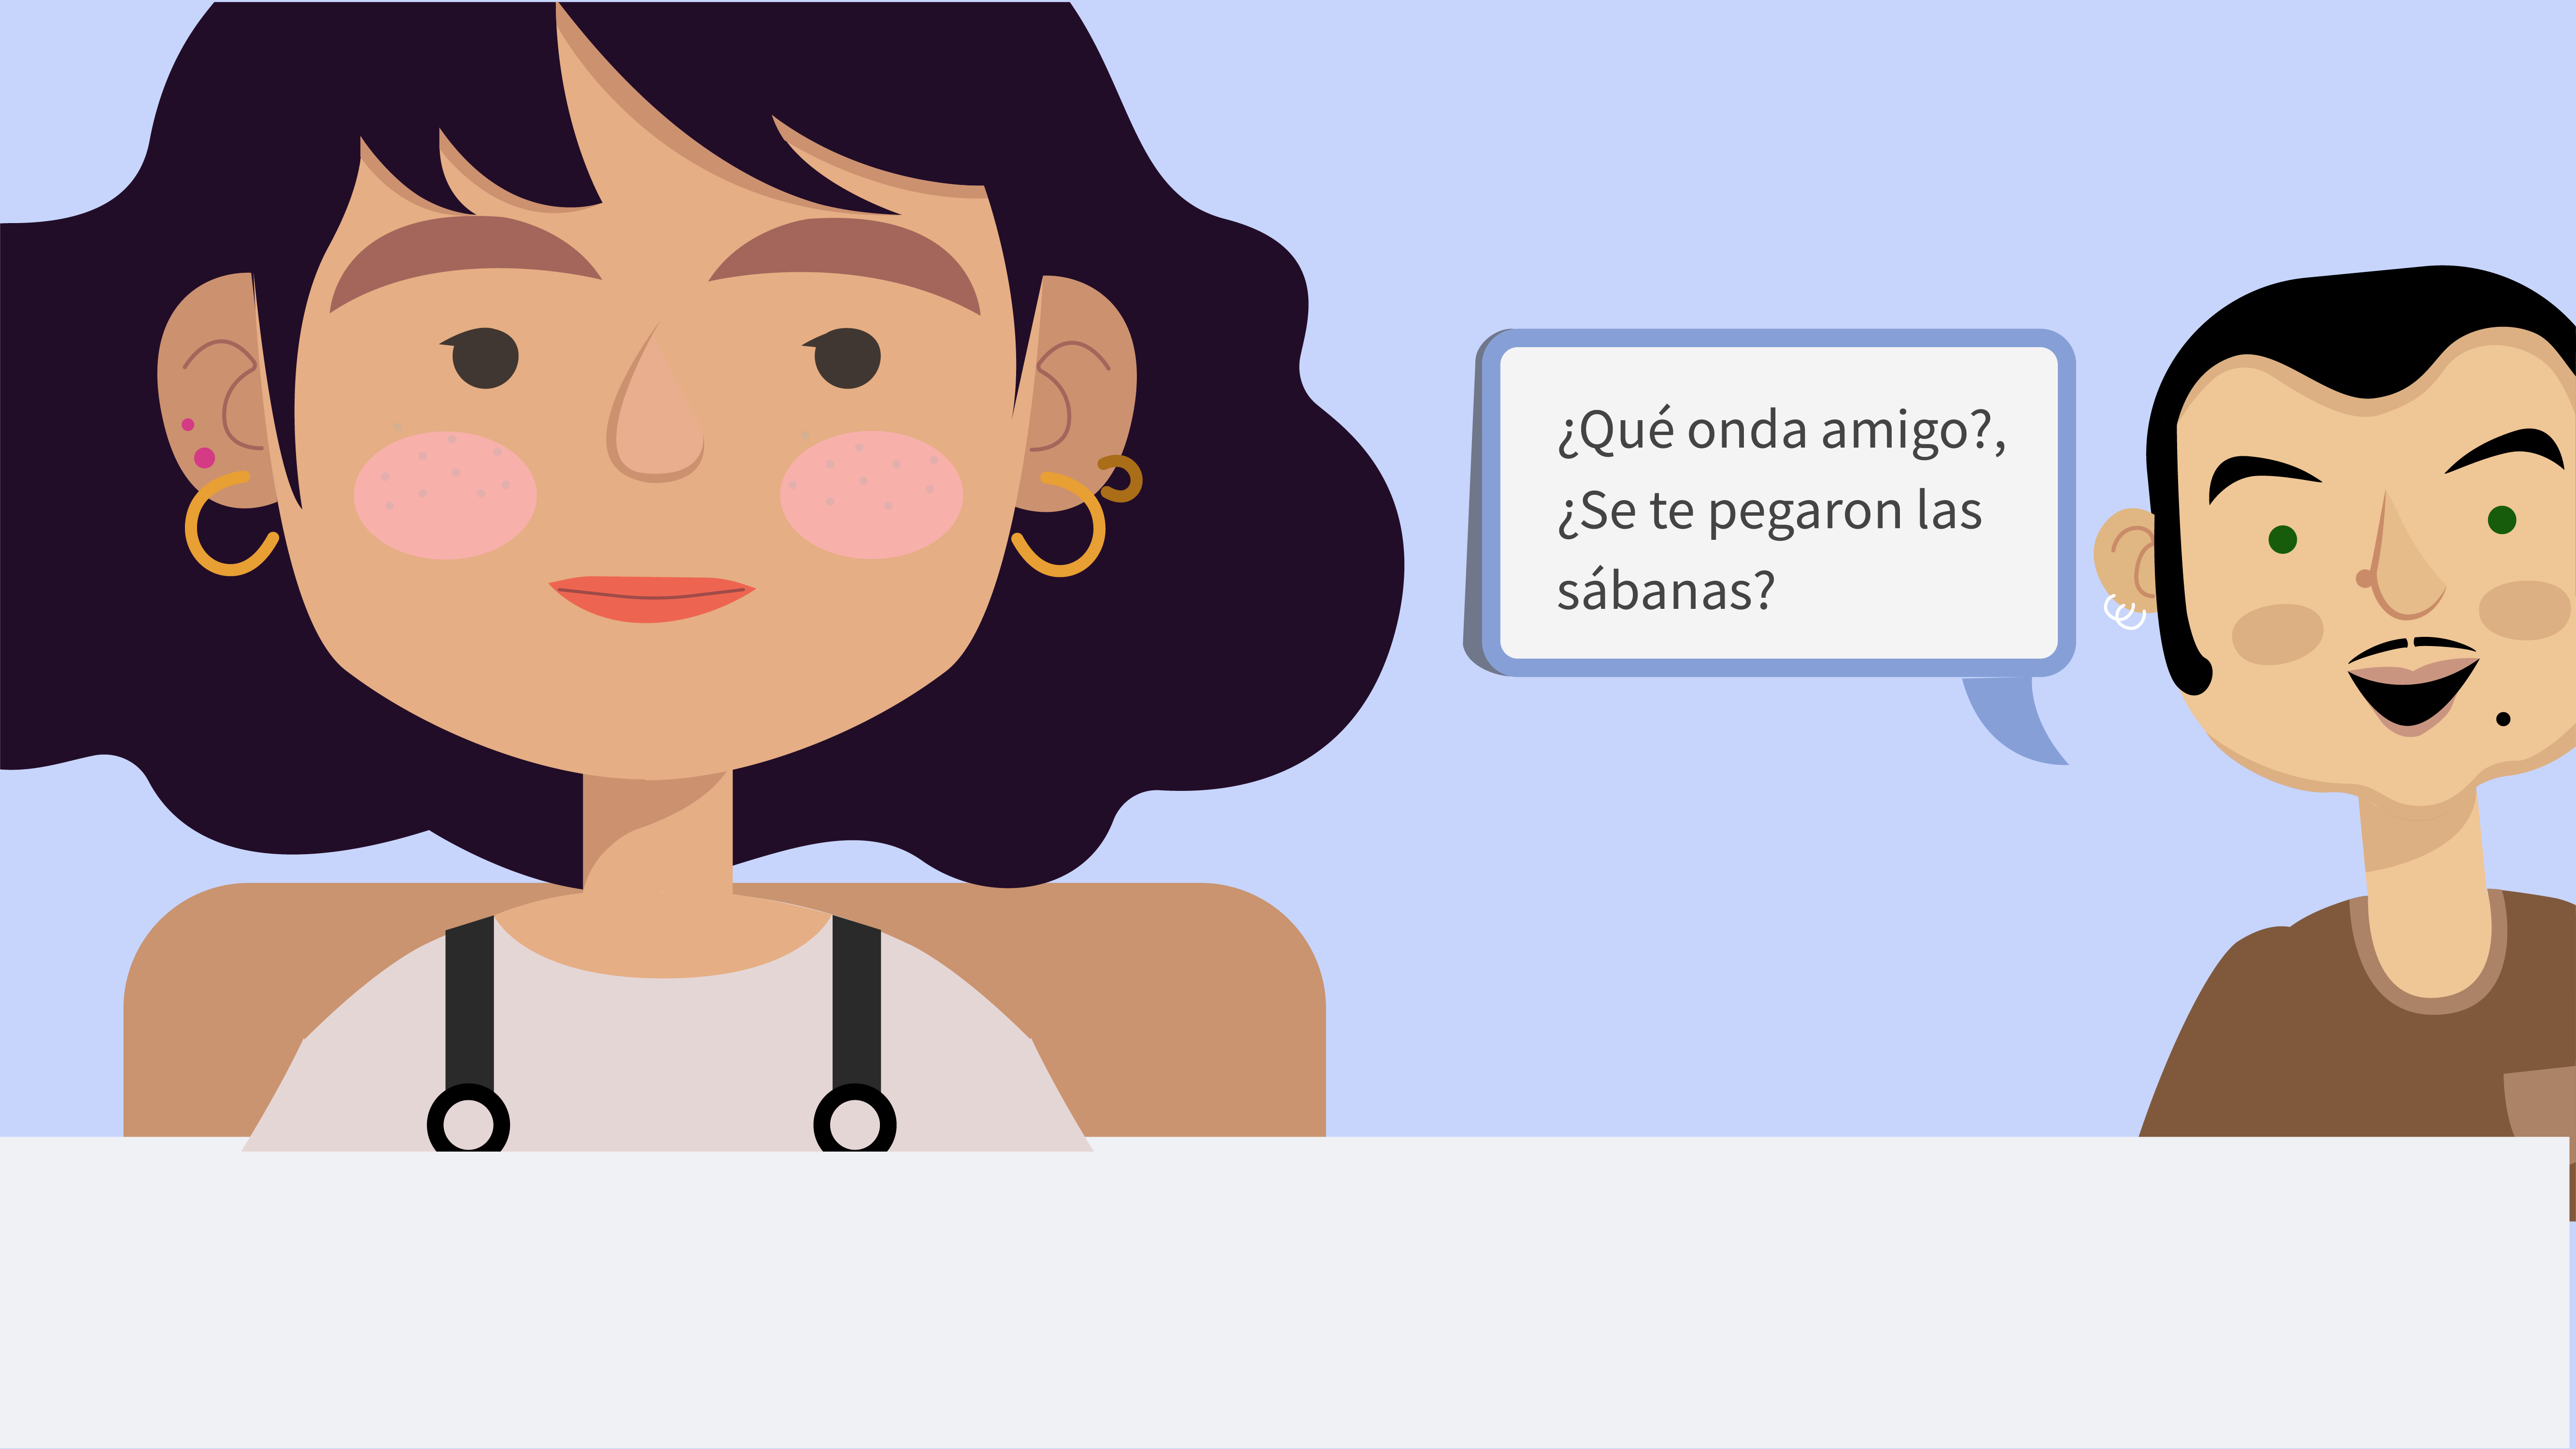 ¿Qué onda amigo?,
¿Se te pegaron las
sábanas?